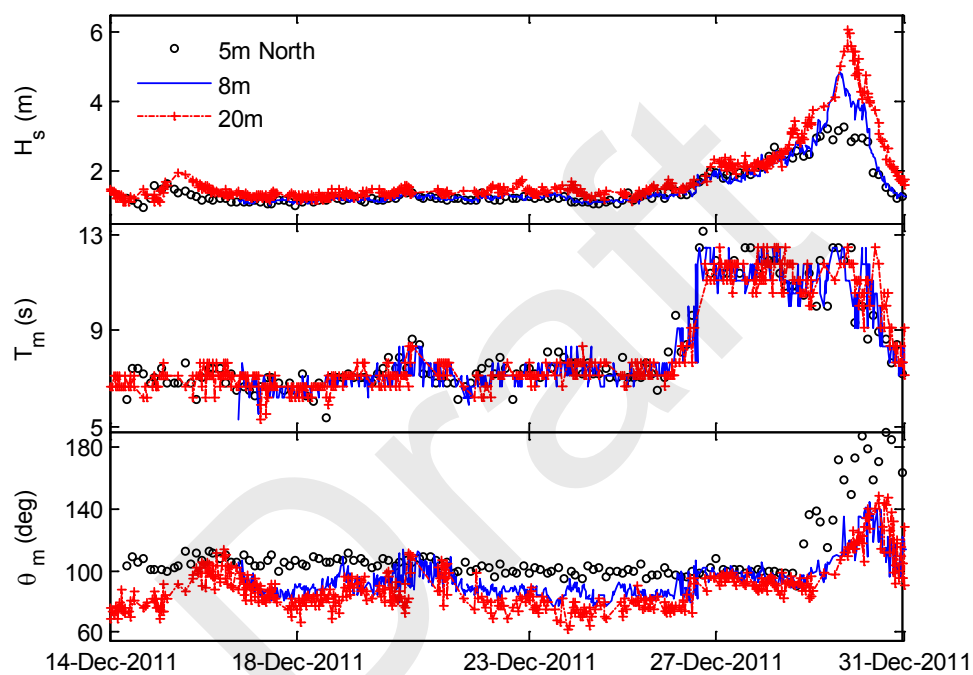 6
4
2
H_s (m)
5m North
8m
20m
13
9
5
T_m (s)
180
140
100
60
θ_m (deg)
14-Dec-2011 18-Dec-2011 23-Dec-2011 27-Dec-2011 31-Dec-2011
Draft